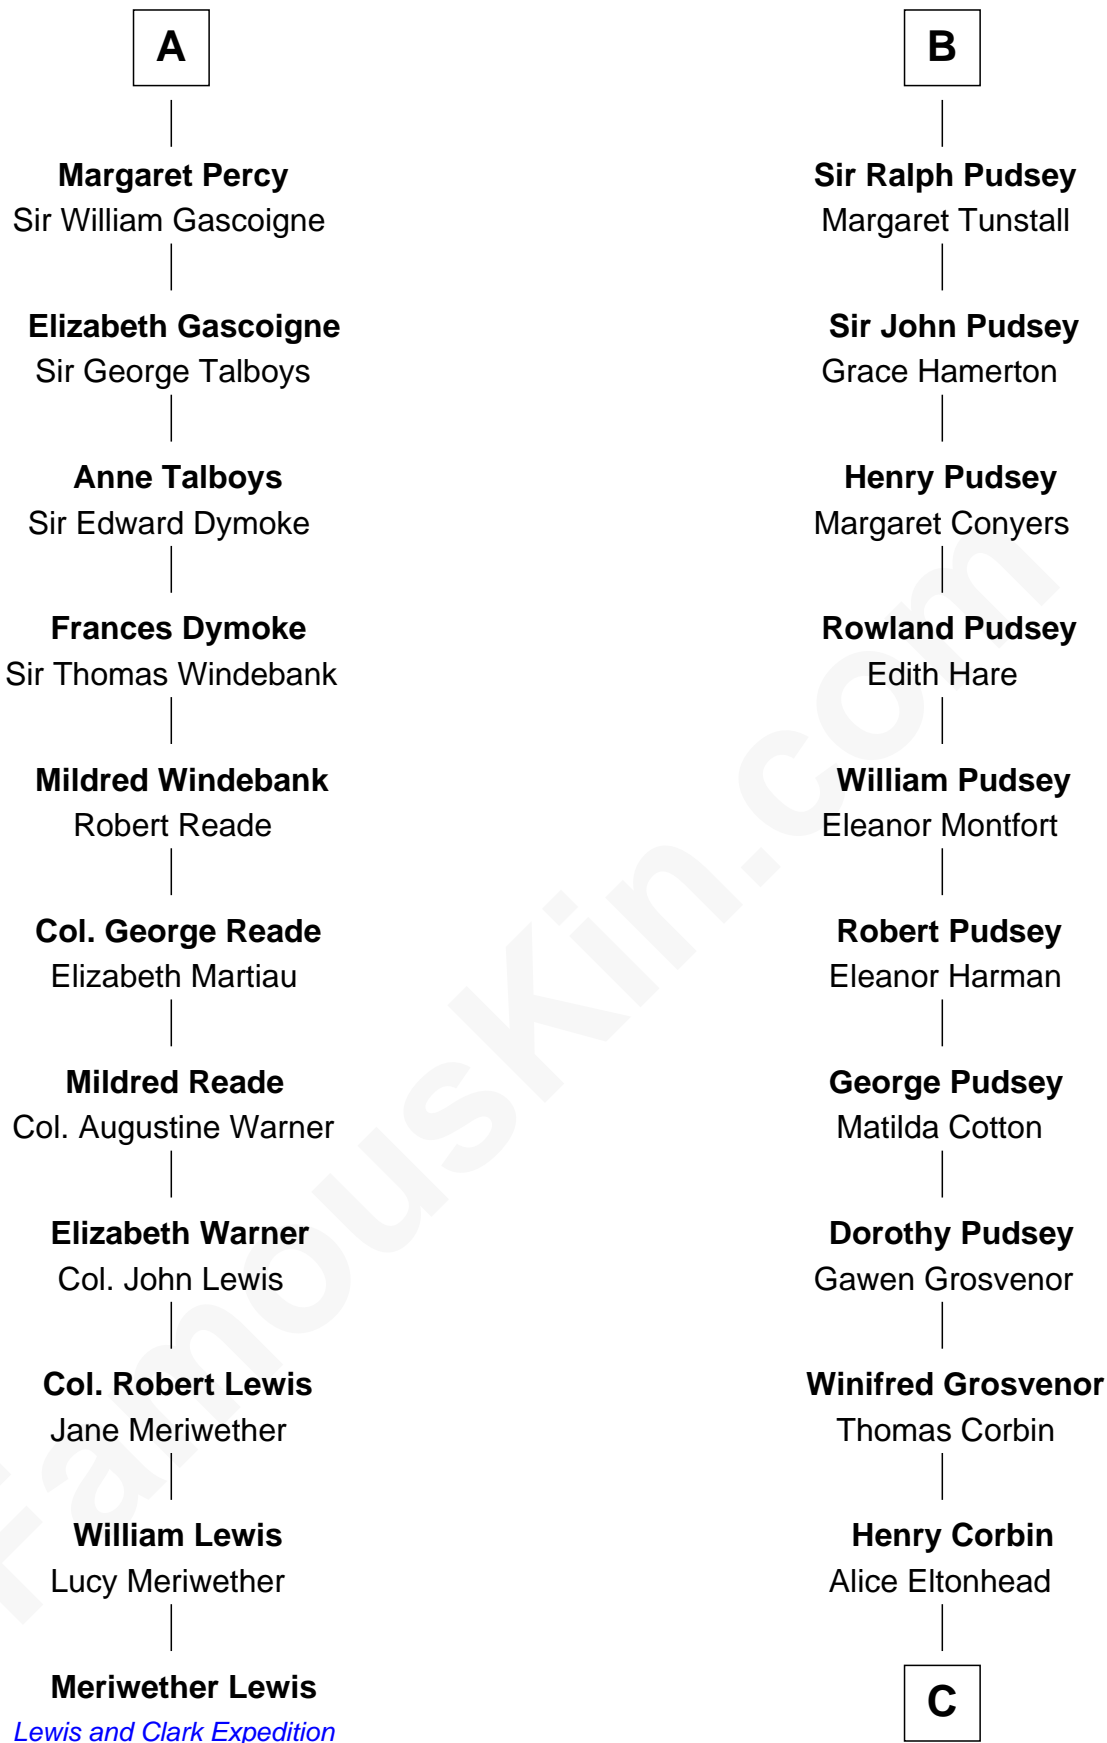 A
Margaret Percy
Sir William Gascoigne
Elizabeth Gascoigne
Sir George Talboys
Anne Talboys
Sir Edward Dymoke
Frances Dymoke
Sir Thomas Windebank
Mildred Windebank
Robert Reade
Col. George Reade
Elizabeth Martiau
Mildred Reade
Col. Augustine Warner
Elizabeth Warner
Col. John Lewis
Col. Robert Lewis
Jane Meriwether
William Lewis
Lucy Meriwether
Meriwether Lewis
Lewis and Clark Expedition
B
Sir Ralph Pudsey
Margaret Tunstall
Sir John Pudsey
Grace Hamerton
Henry Pudsey
Margaret Conyers
Rowland Pudsey
Edith Hare
William Pudsey
Eleanor Montfort
Robert Pudsey
Eleanor Harman
George Pudsey
Matilda Cotton
Dorothy Pudsey
Gawen Grosvenor
Winifred Grosvenor
Thomas Corbin
Henry Corbin
Alice Eltonhead
C
FamousKin.com